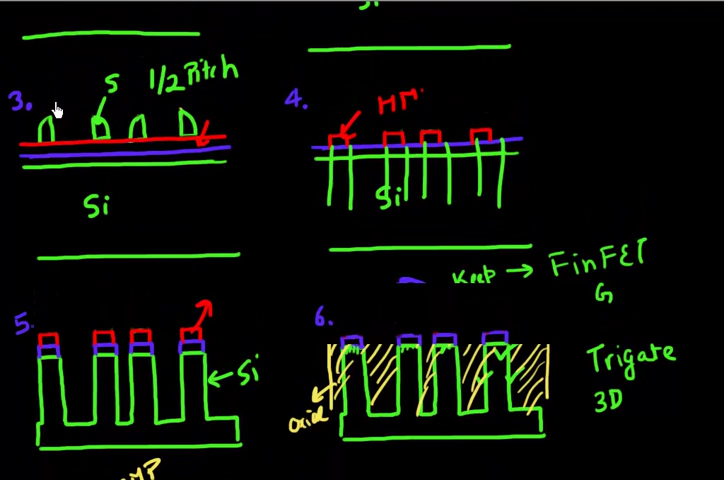 3.
S 1/2 Pitch
Si
4.
HM
Si
Keep → FinFET
G
5.
Si
6.
oxide
Trigate
3D